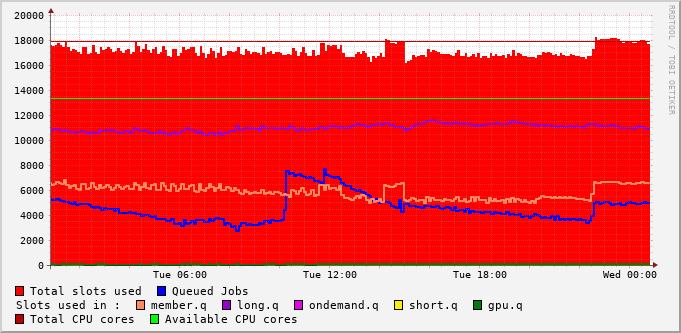 20000
18000
16000
14000
12000
10000
8000
6000
4000
2000
0
Tue 06:00 Tue 12:00 Tue 18:00 Wed 00:00
RRDTOOL / TOBI OETIKER
Total slots used Queued Jobs
Slots used in : member.q long.q ondemand.q short.q gpu.q
Total CPU cores Available CPU cores